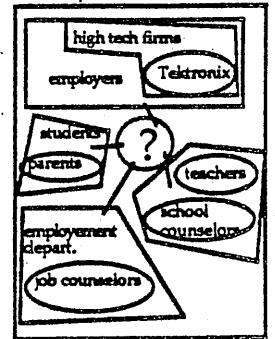 high tech firms
employers
Tektronix
students
?
parents
teachers
school
counselors
employement
depart.
job counselors